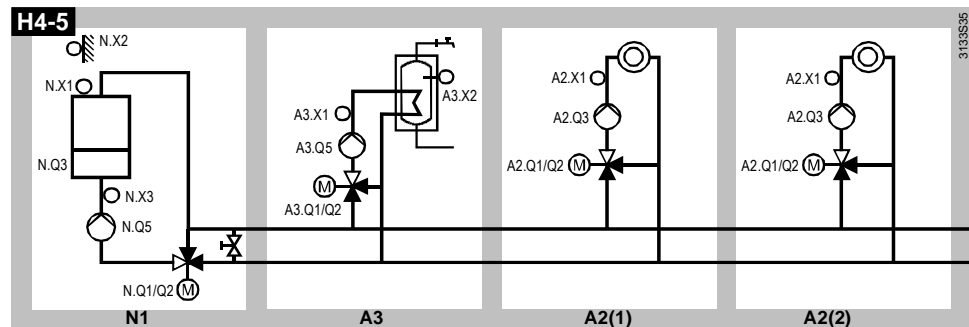 H4-5
N.X2
N.X1
N.Q3
N.X3
N.Q5
N.Q1/Q2
M
N1
A3.X1
A3.X2
A3.Q5
M
A3.Q1/Q2
A3
A2.X1
A2.Q3
A2.Q1/Q2
M
A2(1)
A2.X1
A2.Q3
A2.Q1/Q2
M
A2(2)
3133S35